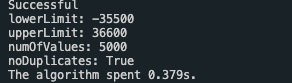 Successful
lowerLimit: -35500
upperLimit: 36600
numOfValues: 5000
noDuplicates: True
The algorithm spent 0.379s.